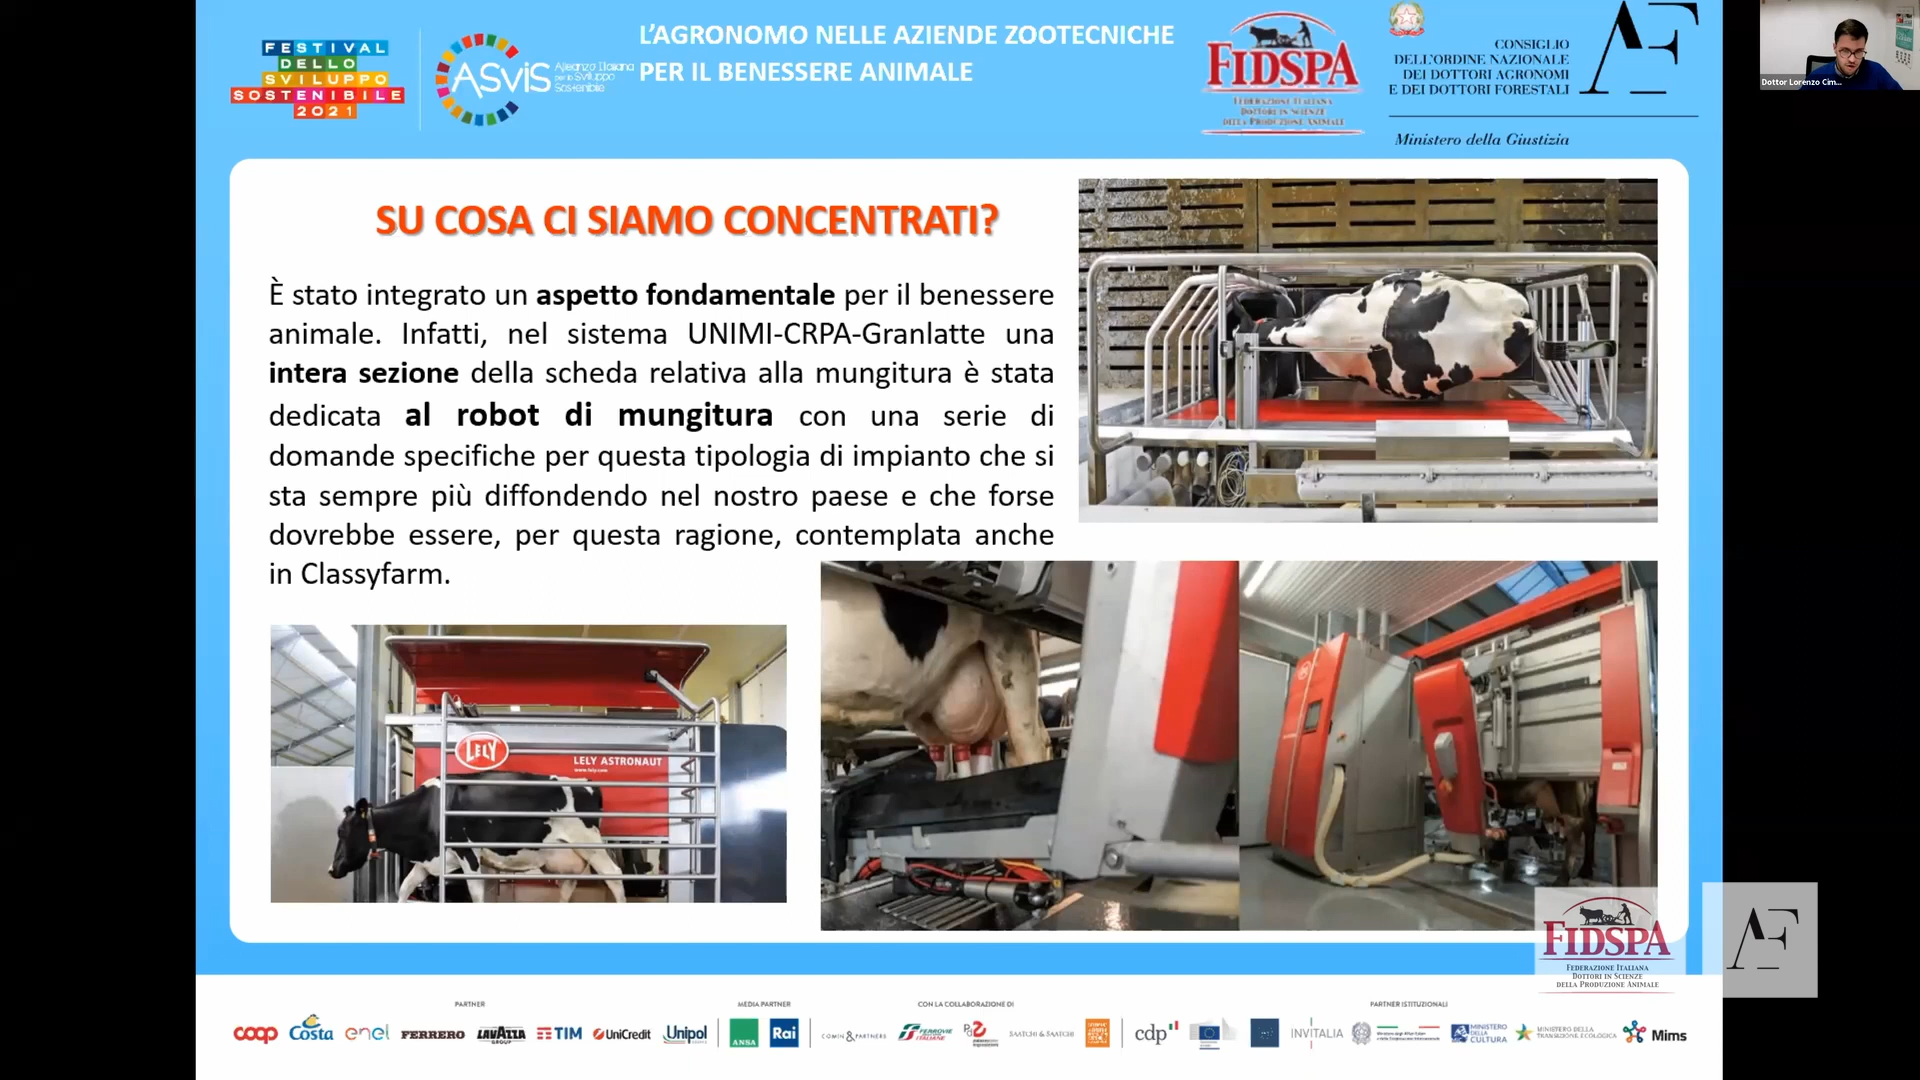 FESTIVAL
DELLO
SVILUPPO
SOSTENIBILE
2021
ASviS
Alleanza Italiana
per lo Sviluppo
Sostenibile
L'AGRONOMO NELLE AZIENDE ZOOTECNICHE
PER IL BENESSERE ANIMALE
FIDSPA
FEDERAZIONE ITALIANA
DOTTORI IN SCIENZE
DELLA PRODUZIONE ANIMALE
CONSIGLIO
DELL'ORDINE NAZIONALE
DEI DOTTORI AGRONOMI
E DEI DOTTORI FORESTALI
Ministero della Giustizia
AF
Dottor Lorenzo Cim...
SU COSA CI SIAMO CONCENTRATI?
È stato integrato un aspetto fondamentale per il benessere
animale. Infatti, nel sistema UNIMI-CRPA-Granlatte una
intera sezione della scheda relativa alla mungitura è stata
dedicata al robot di mungitura con una serie di
domande specifiche per questa tipologia di impianto che si
sta sempre più diffondendo nel nostro paese e che forse
dovrebbe essere, per questa ragione, contemplata anche
in Classyfarm.
LELY
LELY ASTRONAUT
www.lely.com
FIDSPA
FEDERAZIONE ITALIANA
DOTTORI IN SCIENZE
DELLA PRODUZIONE ANIMALE
AF
PARTNER
MEDIA PARTNER
CON LA COLLABORAZIONE DI
PARTNER ISTITUZIONALI
coop
Costa
enel
FERRERO
LAVAZZA
GROUP
TIM
UniCredit
Unipol
GRUPPO
ANSA
Rai
COMIN & PARTNERS
FERROVIE
ITALIANE
SAATCHI & SAATCHI
cdp
INVITALIA
MINISTERO
DELLA
CULTURA
MINISTERO DELLA
TRANSIZIONE ECOLOGICA
Mims